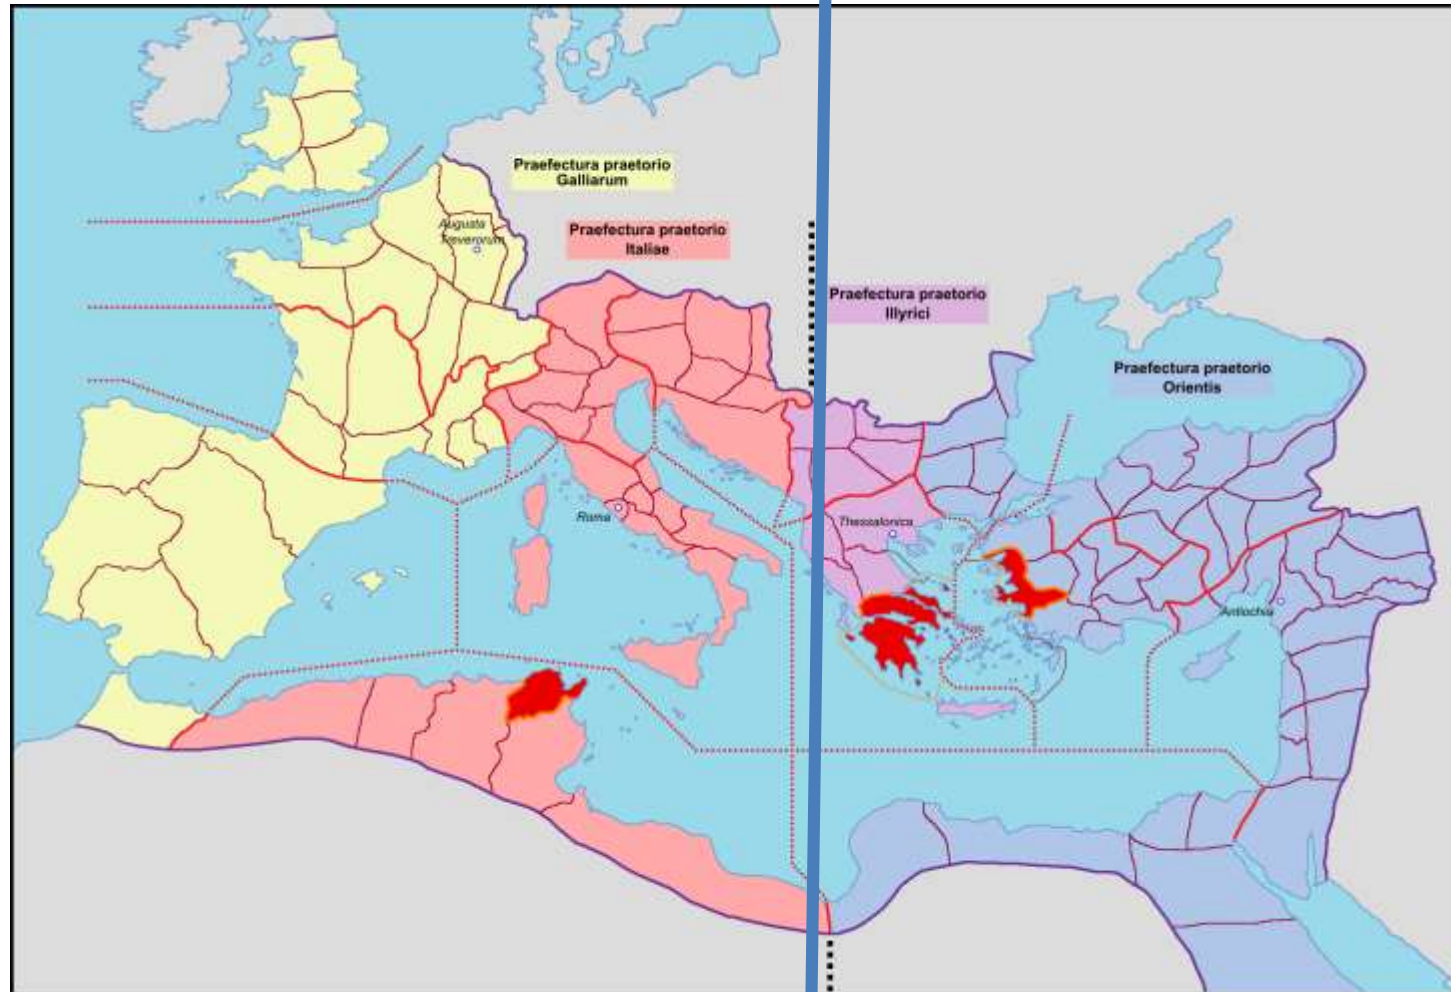 Praefectura praetorio
Galliarum
Augusta
Treverorum
Praefectura praetorio
Italiae
Praefectura praetorio
Illyrici
Praefectura praetorio
Orientis
Roma
Thessalonica
Antiochia